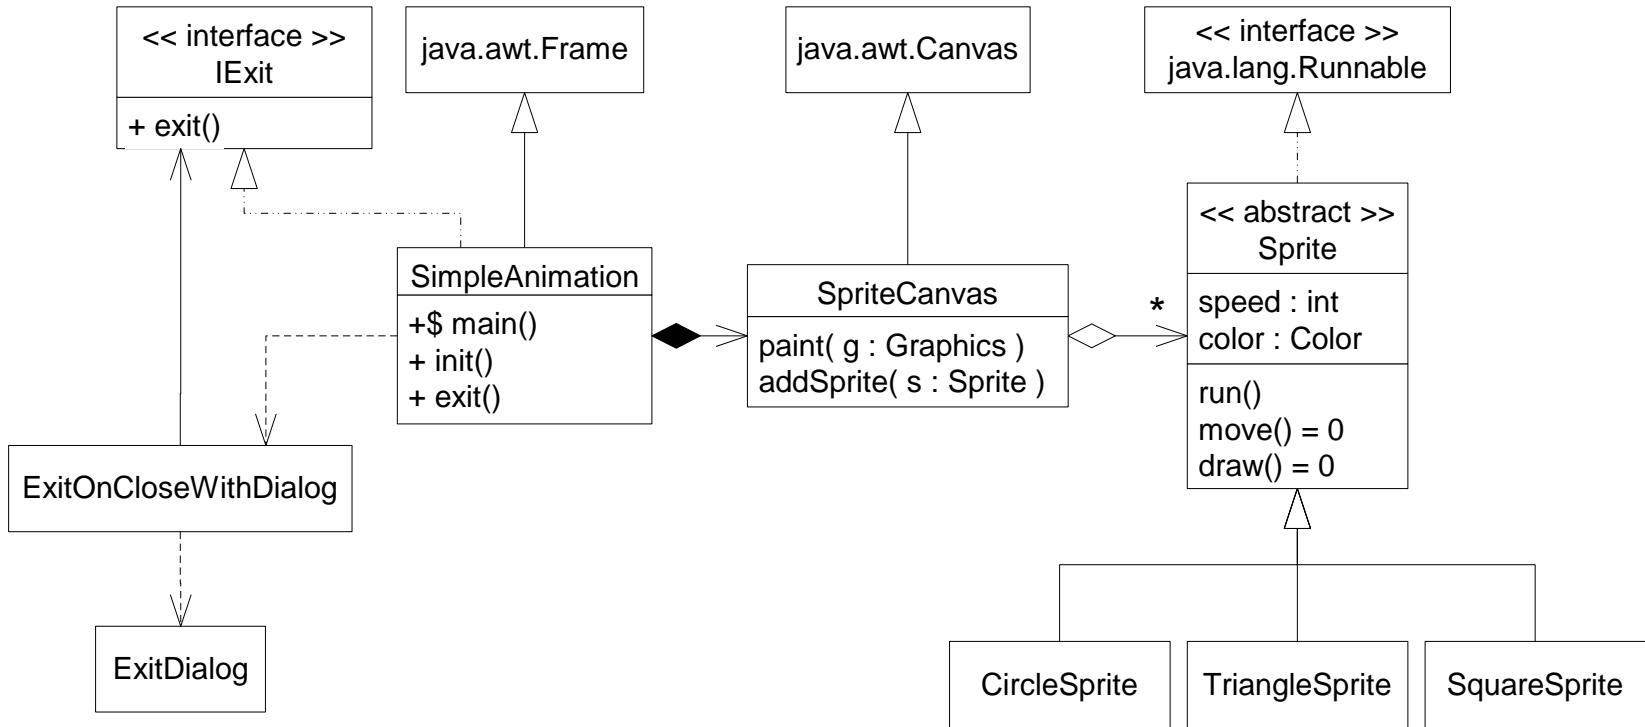 << interface >>
IExit
+ exit()
java.awt.Frame
java.awt.Canvas
<< interface >>
java.lang.Runnable
SimpleAnimation
+$ main()
+ init()
+ exit()
SpriteCanvas
paint( g : Graphics )
addSprite( s : Sprite )
*
<< abstract >>
Sprite
speed : int
color : Color
run()
move() = 0
draw() = 0
ExitOnCloseWithDialog
ExitDialog
CircleSprite
TriangleSprite
SquareSprite